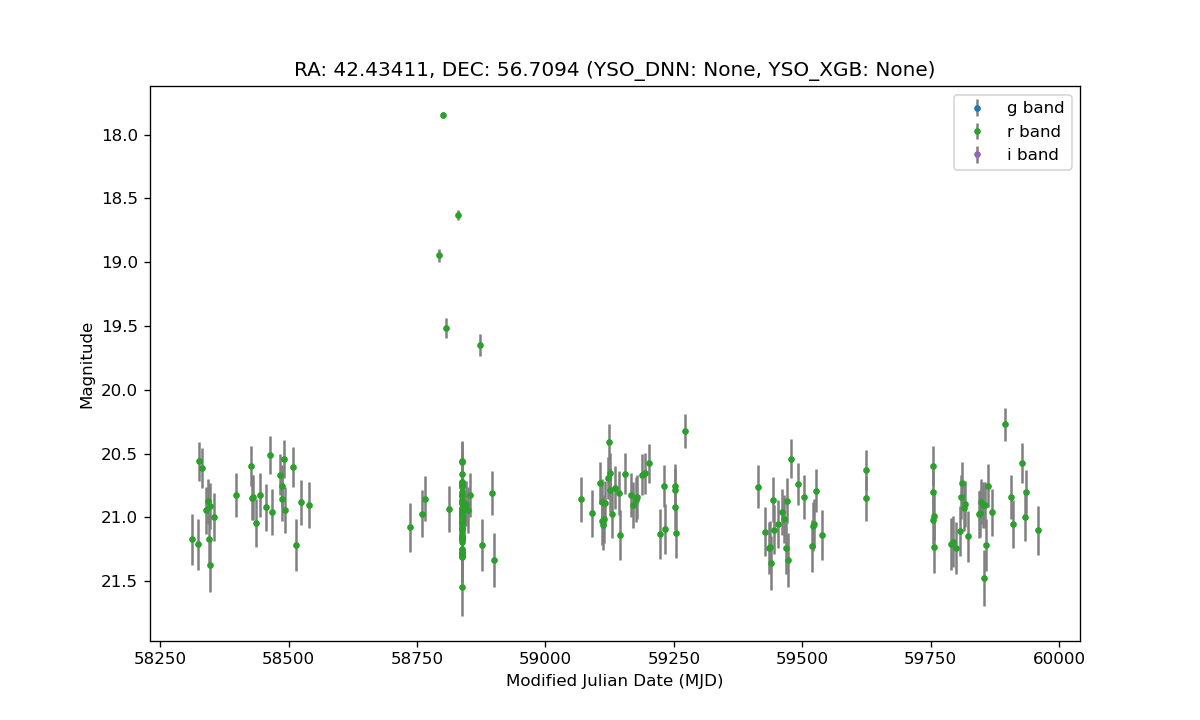 RA: 42.43411, DEC: 56.7094 (YSO_DNN: None, YSO_XGB: None)
g band
r band
i band
18.0
18.5
19.0
19.5
20.0
20.5
21.0
21.5
Magnitude
58250 58500 58750 59000 59250 59500 59750 60000
Modified Julian Date (MJD)